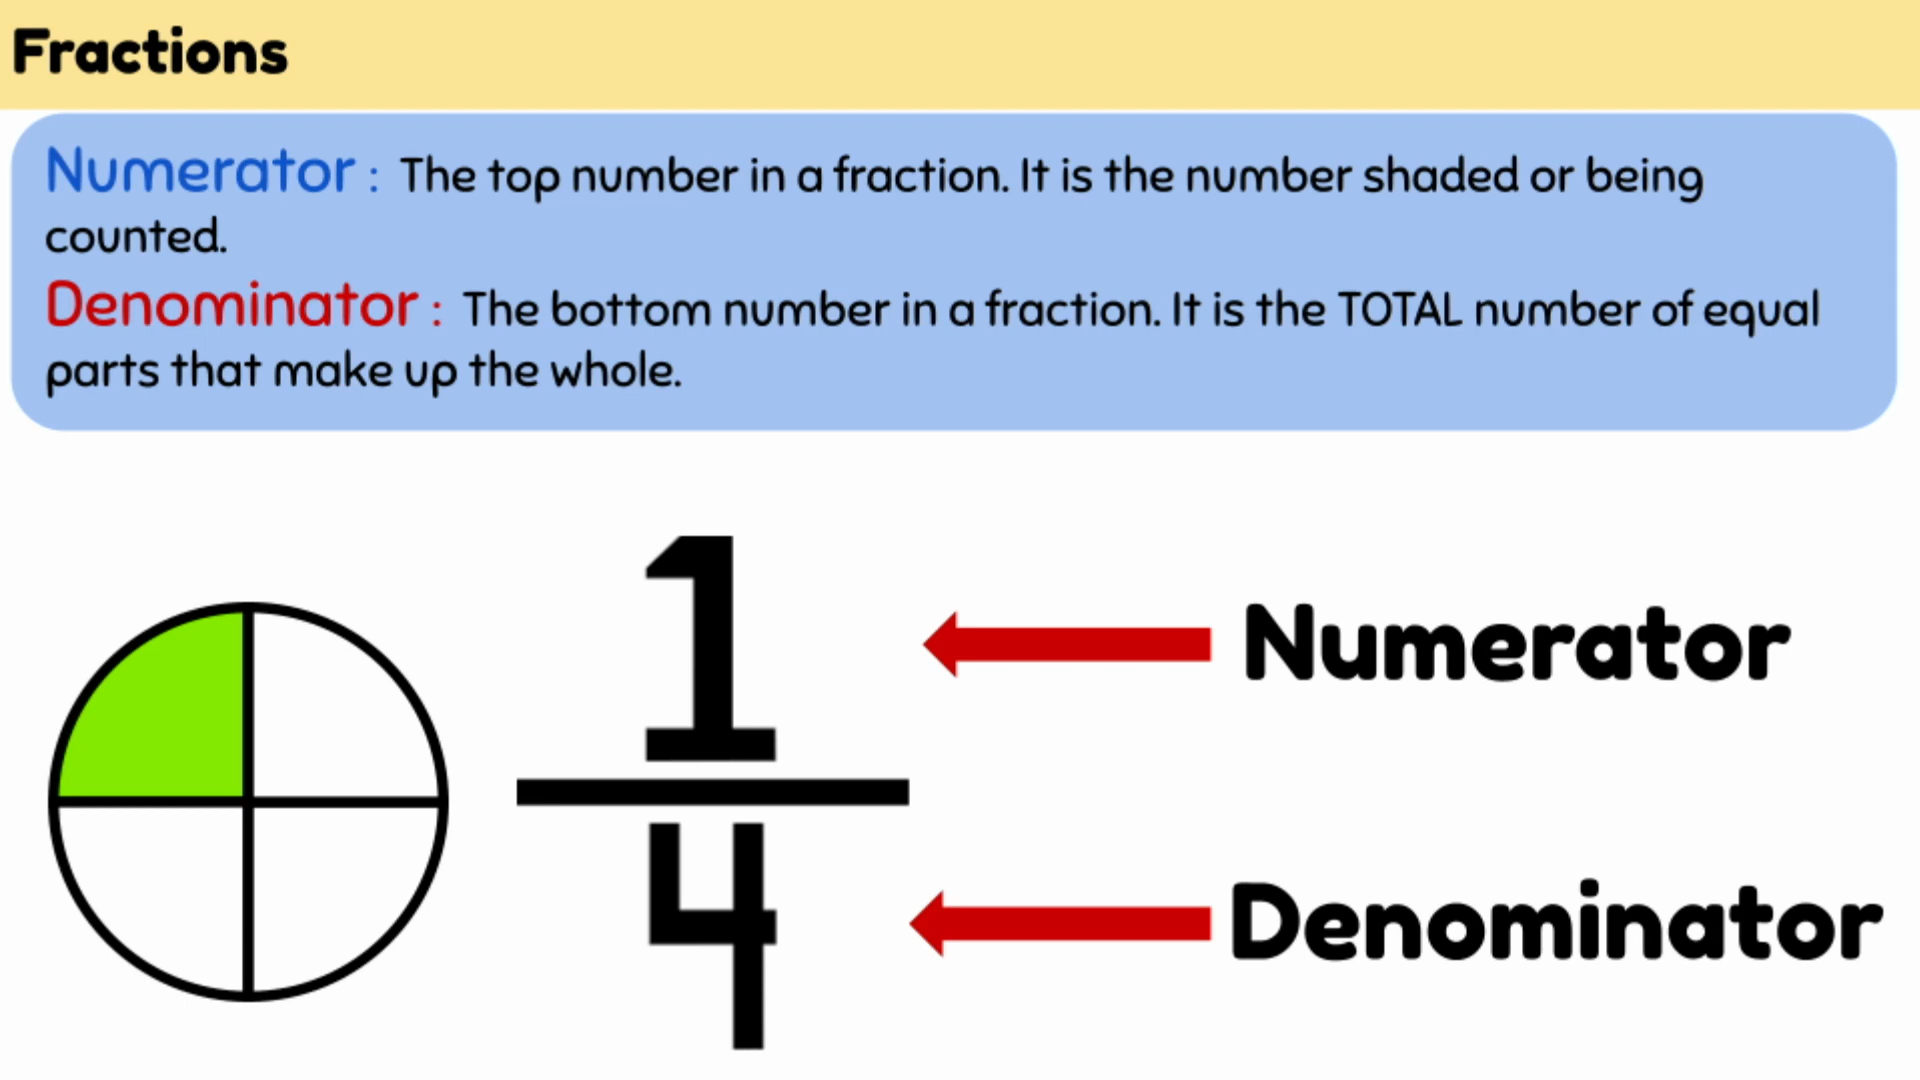 Fractions
Numerator : The top number in a fraction. It is the number shaded or being
counted.
Denominator : The bottom number in a fraction. It is the TOTAL number of equal
parts that make up the whole.
1
Numerator
4
Denominator